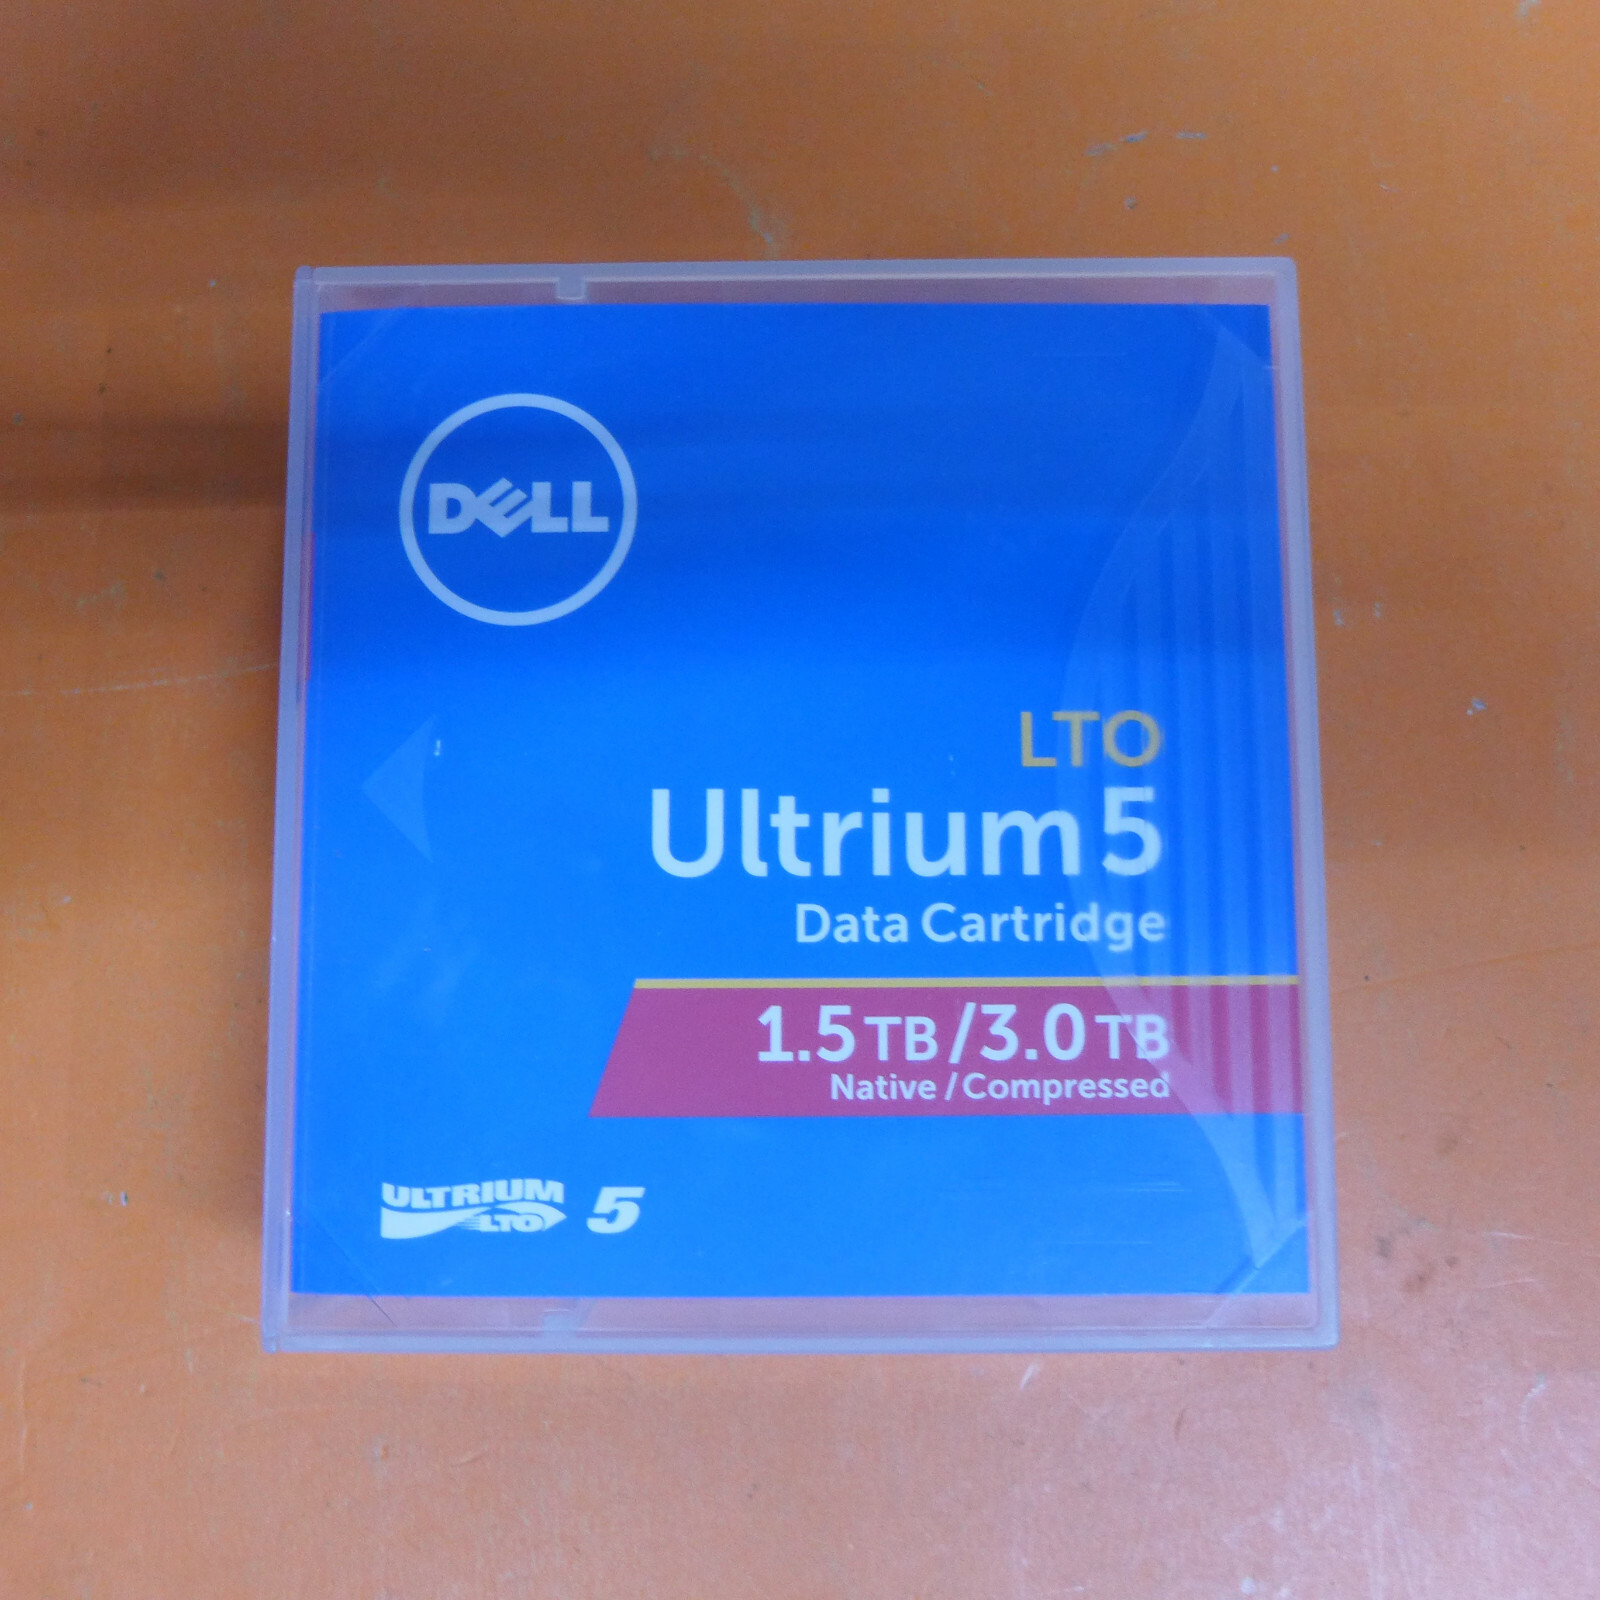 DELL
LTO
Ultrium 5
Data Cartridge
1.5 TB / 3.0 TB
Native / Compressed
ULTRIUM
LTO
5